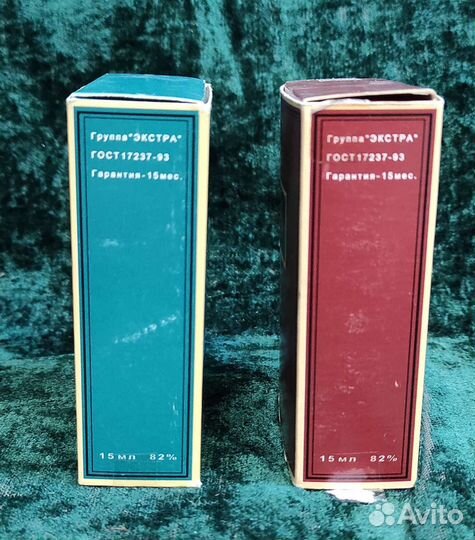 Группа"ЭКСТРА"
ГОСТ17237-93
Гарантия-15мес.
15мл 82%
Группа"ЭКСТРА"
ГОСТ17237-93
Гарантия-15мес.
15мл 82%
Avito